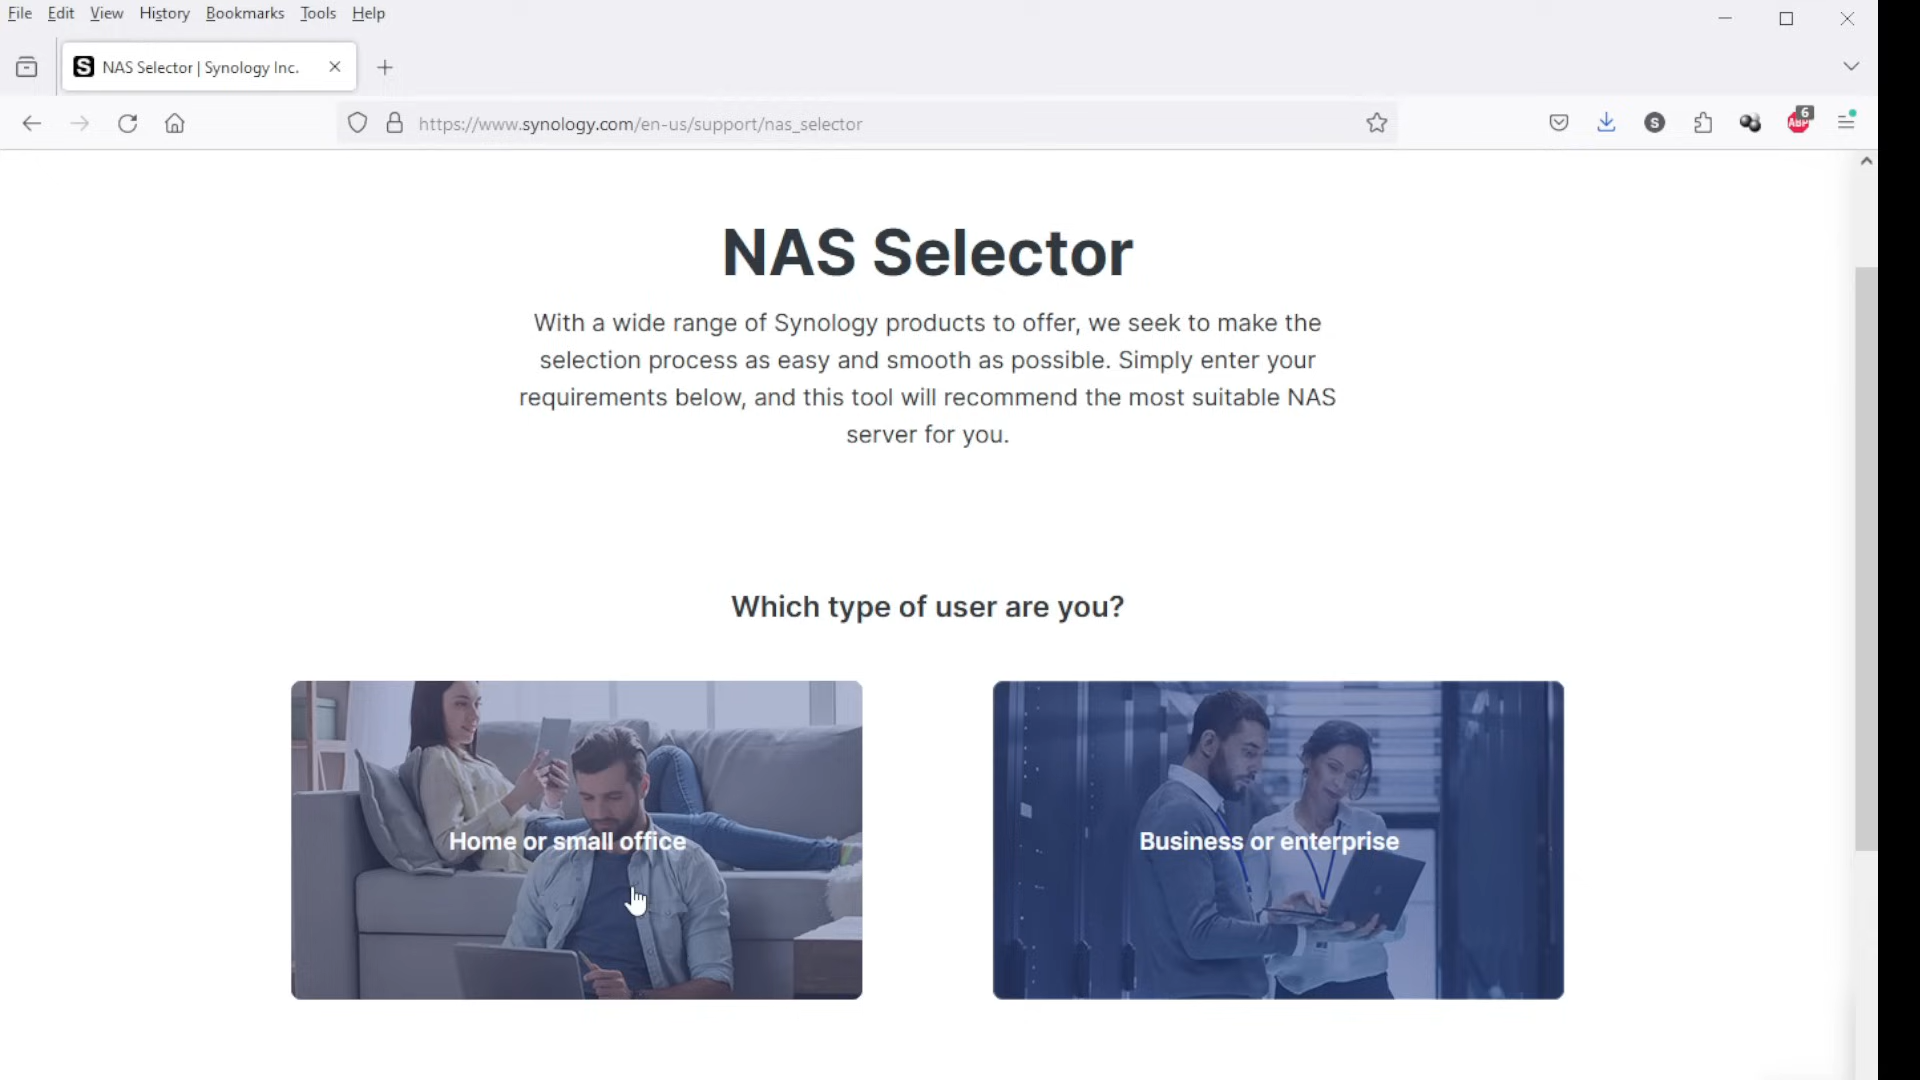 File Edit View History Bookmarks Tools Help
NAS Selector | Synology Inc.
https://www.synology.com/en-us/support/nas_selector
S
6
ABP
NAS Selector
With a wide range of Synology products to offer, we seek to make the
selection process as easy and smooth as possible. Simply enter your
requirements below, and this tool will recommend the most suitable NAS
server for you.
Which type of user are you?
Home or small office
Business or enterprise